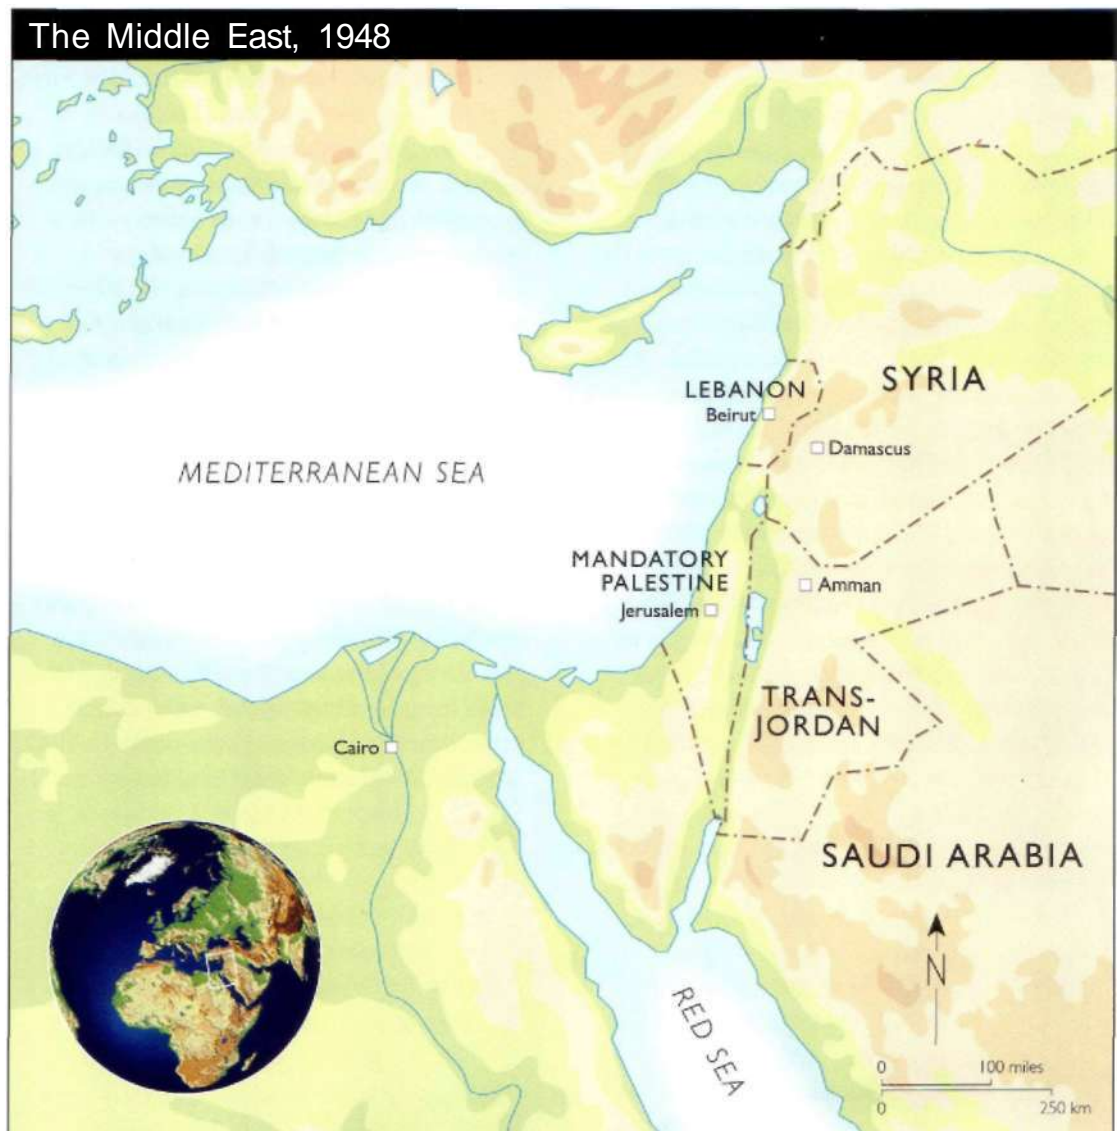 The Middle East, 1948
LEBANON
Beirut
SYRIA
Damascus
MEDITERRANEAN SEA
MANDATORY
PALESTINE
Jerusalem
Amman
TRANS-
JORDAN
Cairo
SAUDI ARABIA
N
RED SEA
0 100 miles
0 250 km